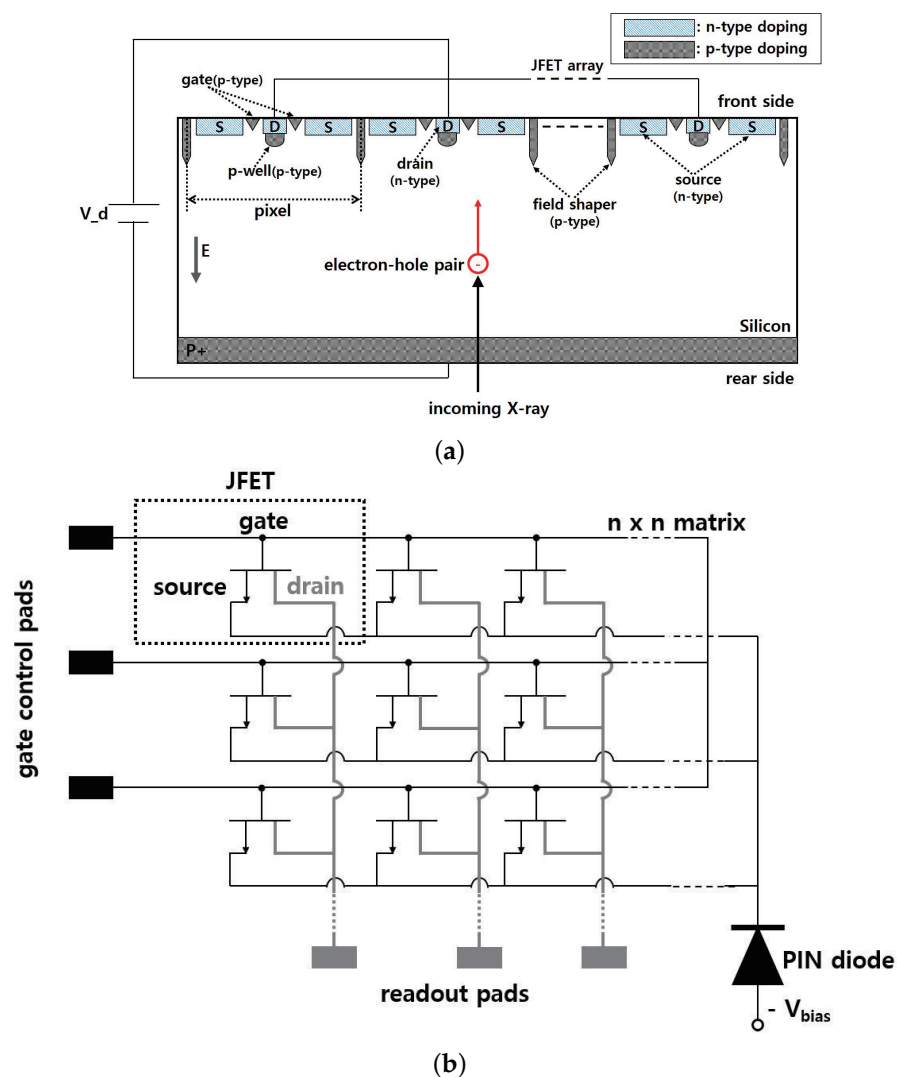 (a)
: n-type doping
: p-type doping
JFET array
gate(p-type)
front side
S
D
S
S
D
S
S
D
S
p-well(p-type)
drain
(n-type)
source
(n-type)
field shaper
(p-type)
pixel
V_d
E
electron-hole pair
-
Silicon
P+
rear side
incoming X-ray
(a)
JFET
gate
n x n matrix
source
drain
gate control pads
readout pads
PIN diode
- Vbias
(b)